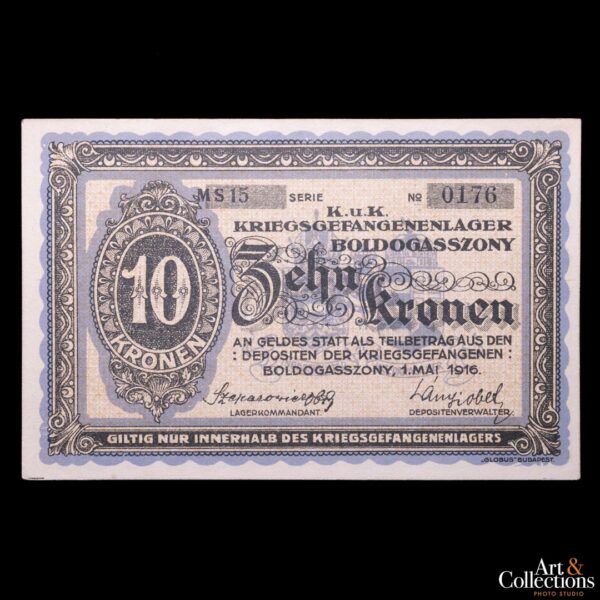 MS15 SERIE № 0176
K.u.K.
KRIEGSGEFANGENENLAGER
BOLDOGASSZONY
Zehn
Kronen
10
KRONEN
AN GELDES STATT ALS TEILBETRAG AUS DEN
: DEPOSITEN DER KRIEGSGEFANGENEN :
BOLDOGASSZONY, 1. MAI 1916.
LAGERKOMMANDANT. DEPOSITENVERWALTER.
GILTIG NUR INNERHALB DES KRIEGSGEFANGENENLAGERS
„GLOBUS" BUDAPEST.
Art &
Collections
PHOTO STUDIO